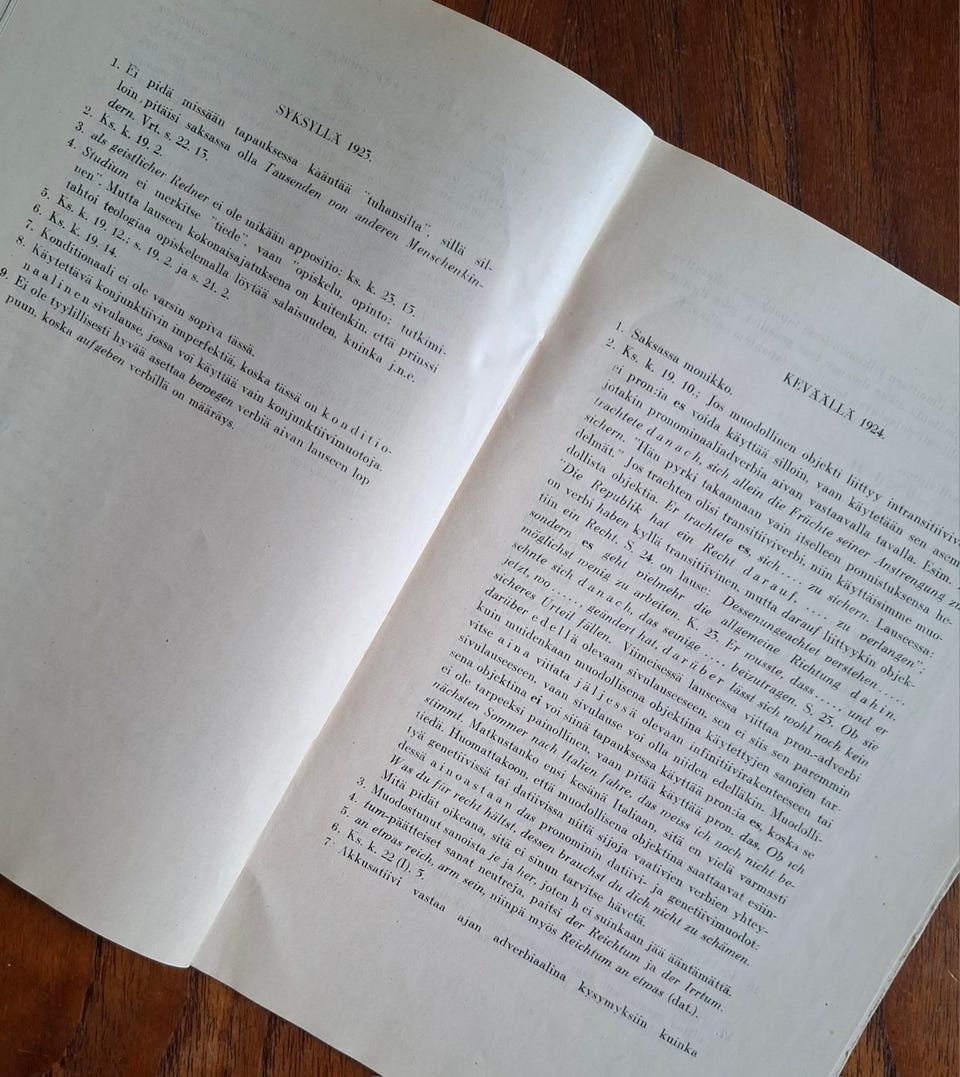 SYKSYLLÄ 1923.
1. Ei pidä missään tapauksessa kääntää "tuhansilta", sillä sil-
loin pitäisi saksassa olla Tausenden von anderen Menschenkin-
dern. Vrt. s. 22, 13.
2. Ks. k. 19, 2.
3. als geistlicher Redner ei ole mikään appositio; ks. k. 23, 15.
4. Studium ei merkitse "tiede", vaan "opiskelu, opinto; tutkimi-
nen". Mutta lauseen kokonaisajatuksena on kuitenkin, että prinssi
tahtoi teologiaa opiskelemalla löytää salaisuuden, kuinka j.n.e.
5. Ks. k. 19, 12.; s. 19, 2 ja s. 21, 2.
6. Ks. k. 19, 14.
7. Konditionaali ei ole varsin sopiva tässä.
8. Käytettävä konjunktiivin imperfektiä, koska tässä on konditio-
naalinen sivulause, jossa voi käyttää vain konjunktiivimuotoja.
9. Ei ole tyylillisesti hyvää asettaa bewegen verbiä aivan lauseen lop
puun, koska aufgeben verbillä on määräys.
KEVÄÄLLÄ 1924.
1. Saksassa monikko.
2. Ks. k. 19, 10.; Jos muodollinen objekti liittyy intransitiiviv
ei pron:ia es voida käyttää silloin, vaan käytetään sen asem
jotakin pronominaaliadverbia aivan vastaavalla tavalla. Esim.
trachtete danach, sich allein die Früchte seiner Anstrengung zu
sichern. "Hän pyrki takaamaan vain itselleen ponnistuksensa he-
delmät." Jos trachten olisi transitiiviverbi, niin käyttäisimme muo-
dollista objektia. Er trachtete es, sich .... zu sichern. Lauseessa:
"Die Republik hat ein Recht darauf, .... zu verlangen",
on verbi haben kyllä transitiivinen, mutta darauf liittyykin objek-
tiin ein Recht. S. 24. on lause: Dessenungeachtet verstehen ......
sondern es geht vielmehr die allgemeine Richtung dahin,
möglichst wenig zu arbeiten. K. 23. Er musste, dass ..... und er
sehnte sich danach, das seinige .... beizutragen. S. 23. Ob sie
jetzt, wo ...... geändert hat, darüber lässt sich wohl noch kein
sicheres Urteil fällen. Viimeisessä lauseessa viittaa pron.-adverbi
darüber edellä olevaan sivulauseeseen, sen ei siis sen paremmin
kuin muidenkaan muodollisena objektina käytettyjen sanojen tar-
vitse aina viitata jäljessä olevaan infinitiivirakenteeseen tai
sivulauseeseen, vaan sivulause voi olla niiden edelläkin. Muodolli-
sena objektina ei voi siinä tapauksessa käyttää pron:ia es, koska se
ei ole tarpeeksi painollinen, vaan pitää käyttää pron. das. Ob ich
nächsten Sommer nach Italien fahre, das weiss ich noch nicht be-
stimmt. Matkustanko ensi kesänä Italiaan, sitä en vielä varmasti
tiedä. Huomattakoon, että muodollisena objektina saattaavat esiin-
tyä genetiivissä tai datiivissa niitä sijoja vaativien verbien yhtey-
dessä ainoastaan das pronominin datiivi- ja genetiivimuodot:
Was du für recht hältst, dessen brauchst du dich nicht zu schämen.
Mitä pidät oikeana, sitä ei sinun tarvitse hävetä.
3. Muodostunut sanoista je ja her, joten h ei suinkaan jää ääntämättä.
4. tum-päätteiset sanat neutreja, paitsi der Reichtum ja der Irrtum.
5. an etwas reich, arm sein, niinpä myös Reichtum an etwas (dat.).
6. Ks. k. 22 (I), 5.
7. Akkusatiivi vastaa ajan adverbiaalina kysymyksiin kuinka